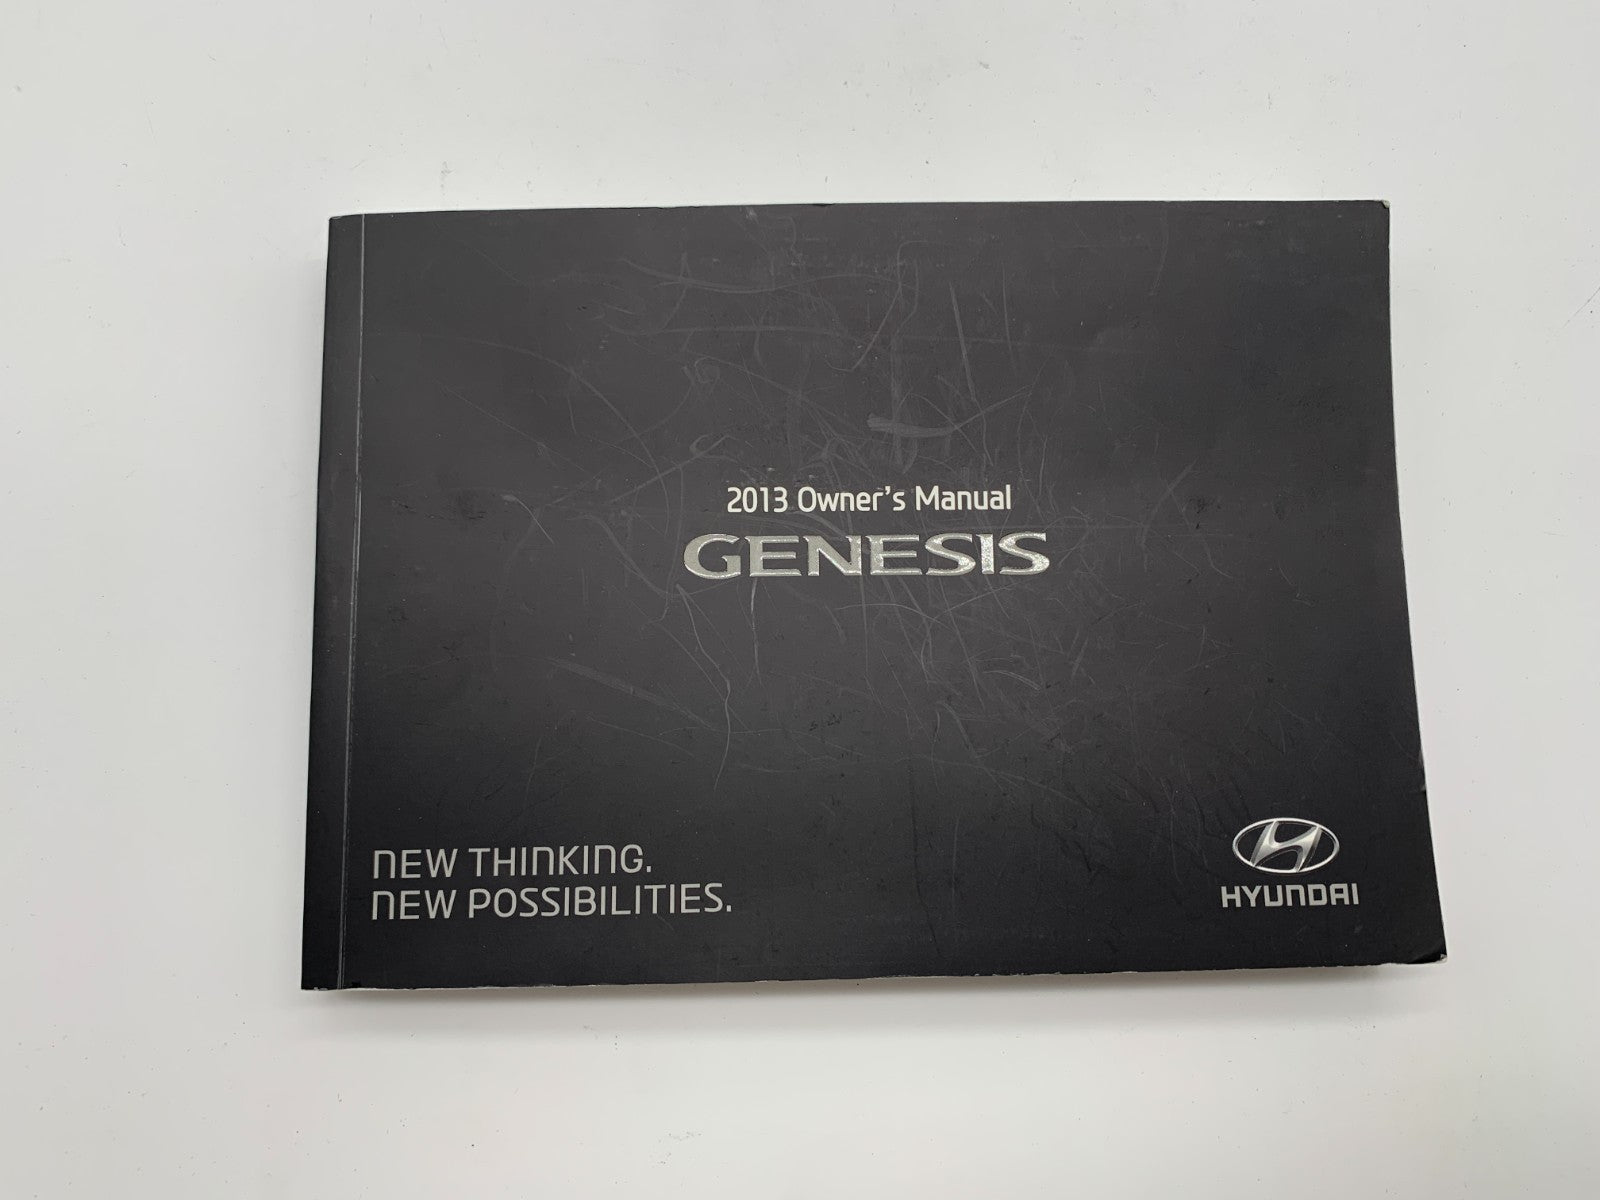 2013 Owner's Manual
GENESIS
NEW THINKING.
NEW POSSIBILITIES.
HYUNDAI